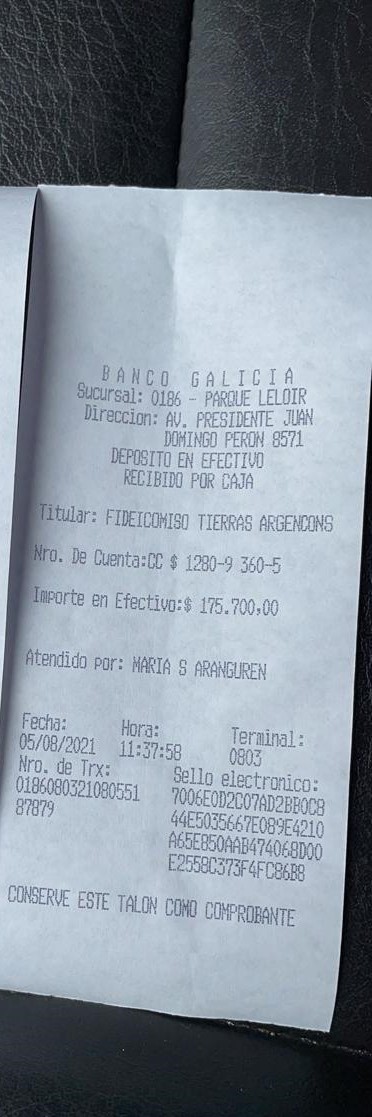 BANCO GALICIA
Sucursal: 0186 - PARQUE LELOIR
Direccion: AV. PRESIDENTE JUAN
DOMINGO PERON 8571
DEPOSITO EN EFECTIVO
RECIBIDO POR CAJA
Titular: FIDEICOMISO TIERRAS ARGENCONS
Nro. De Cuenta:CC $ 1280-9 360-5
Importe en Efectivo:$ 175.700,00
Atendido por: MARIA S ARANGUREN
Fecha: Hora: Terminal:
05/08/2021 11:37:58 0803
Nro. de Trx: Sello electronico:
0186080321080551 7006E0D2C07AD2BB0C8
87879 44E5035667E089E4210
A65E850AAB474068D00
E2558C373F4FC86B8
CONSERVE ESTE TALON COMO COMPROBANTE